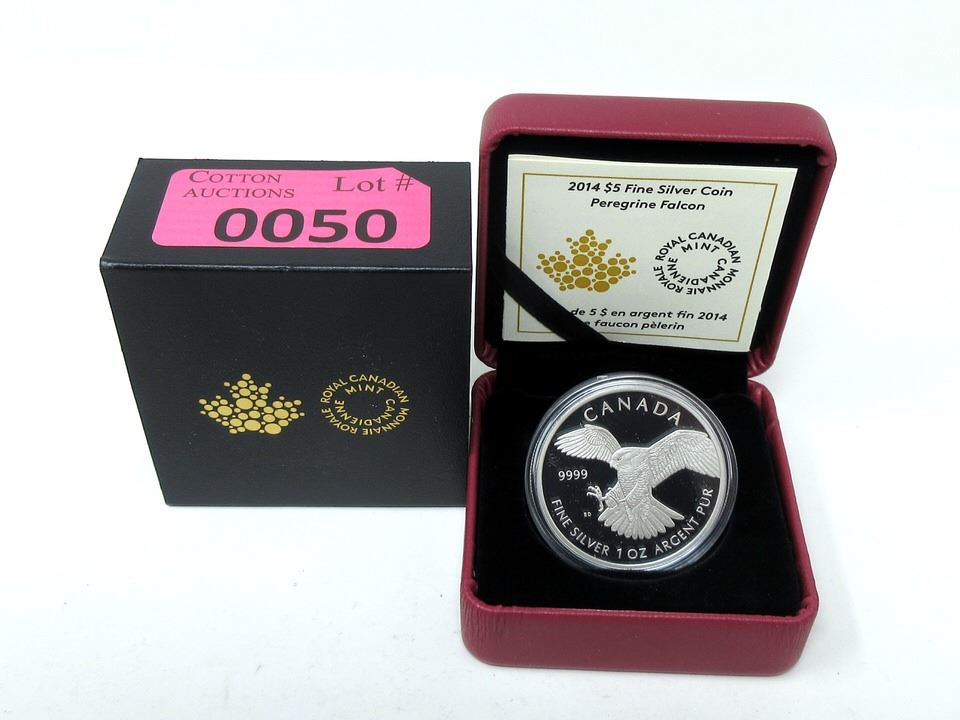 COTTON
AUCTIONS
Lot #
0050
ROYAL CANADIAN MINT
MONNAIE ROYALE CANADIENNE
2014 $5 Fine Silver Coin
Peregrine Falcon
ROYAL CANADIAN MINT
MONNAIE ROYALE CANADIENNE
de 5 $ en argent fin 2014
faucon pèlerin
CANADA
9999
ED
FINE SILVER 1 OZ ARGENT PUR